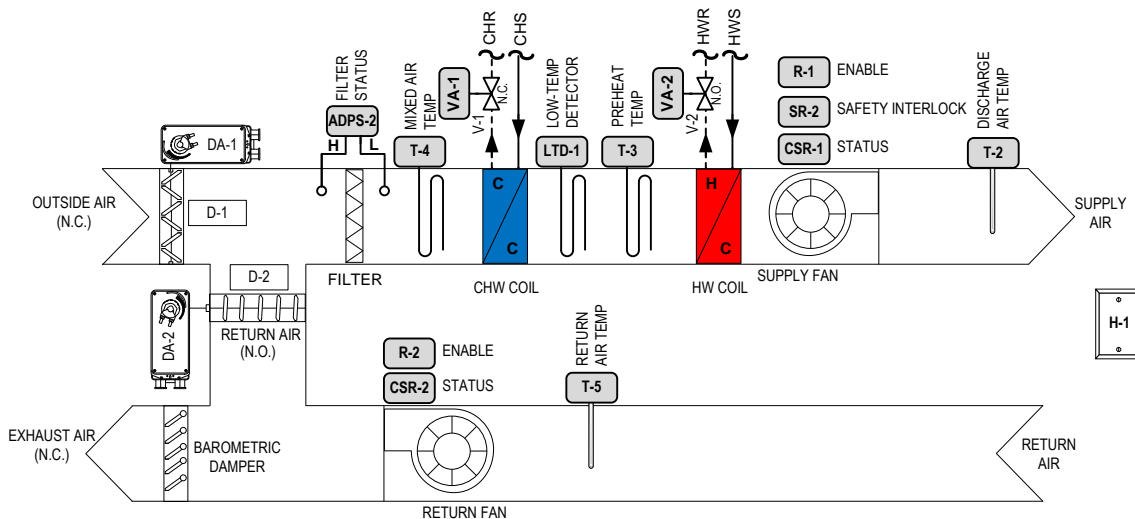 CHR
CHS
HWR
HWS
FILTER
STATUS
ADPS-2
H
L
MIXED AIR
TEMP
T-4
VA-1
N.C.
V-1
LOW-TEMP
DETECTOR
LTD-1
PREHEAT
TEMP
T-3
VA-2
N.O.
V-2
R-1
ENABLE
SR-2
SAFETY INTERLOCK
CSR-1
STATUS
DISCHARGE
AIR TEMP
T-2
DA-1
OUTSIDE AIR
(N.C.)
D-1
C
C
H
C
SUPPLY
AIR
D-2
FILTER
CHW COIL
HW COIL
SUPPLY FAN
DA-2
RETURN AIR
(N.O.)
H-1
R-2
ENABLE
CSR-2
STATUS
RETURN
AIR TEMP
T-5
EXHAUST AIR
(N.C.)
BAROMETRIC
DAMPER
RETURN
AIR
RETURN FAN